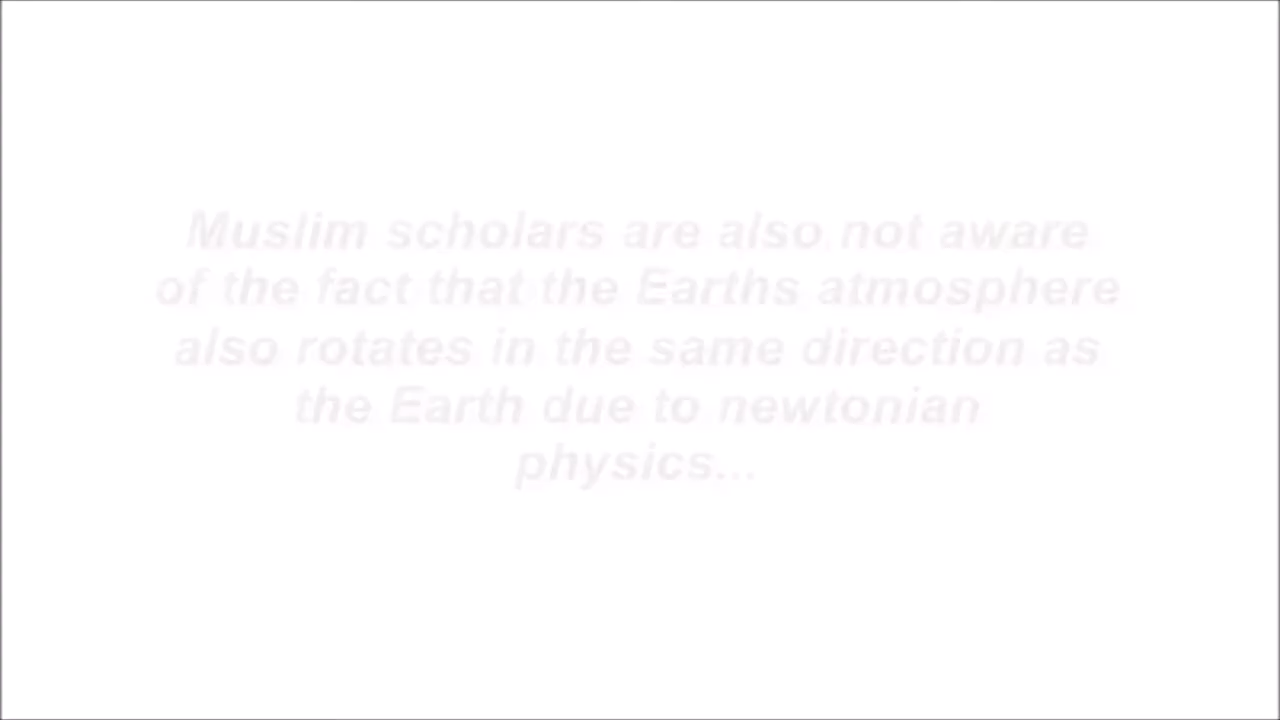 Muslim scholars are also not aware
of the fact that the Earths atmosphere
also rotates in the same direction as
the Earth due to newtonian
physics...